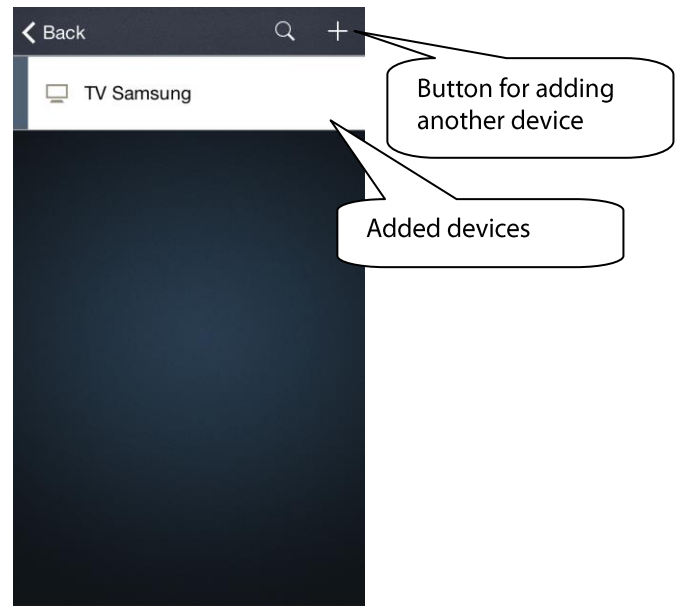 Back
TV Samsung
Button for adding
another device
Added devices